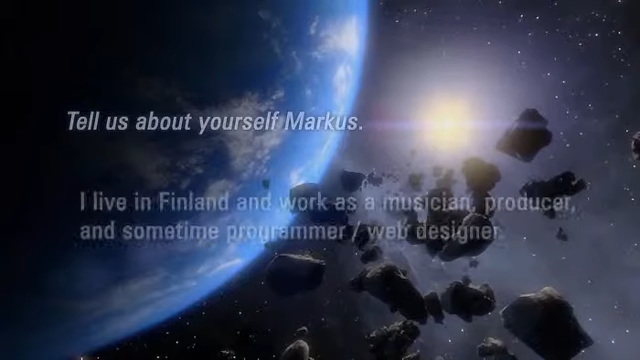 Tell us about yourself Markus.
I live in Finland and work as a musician, producer,
and sometime programmer / web designer